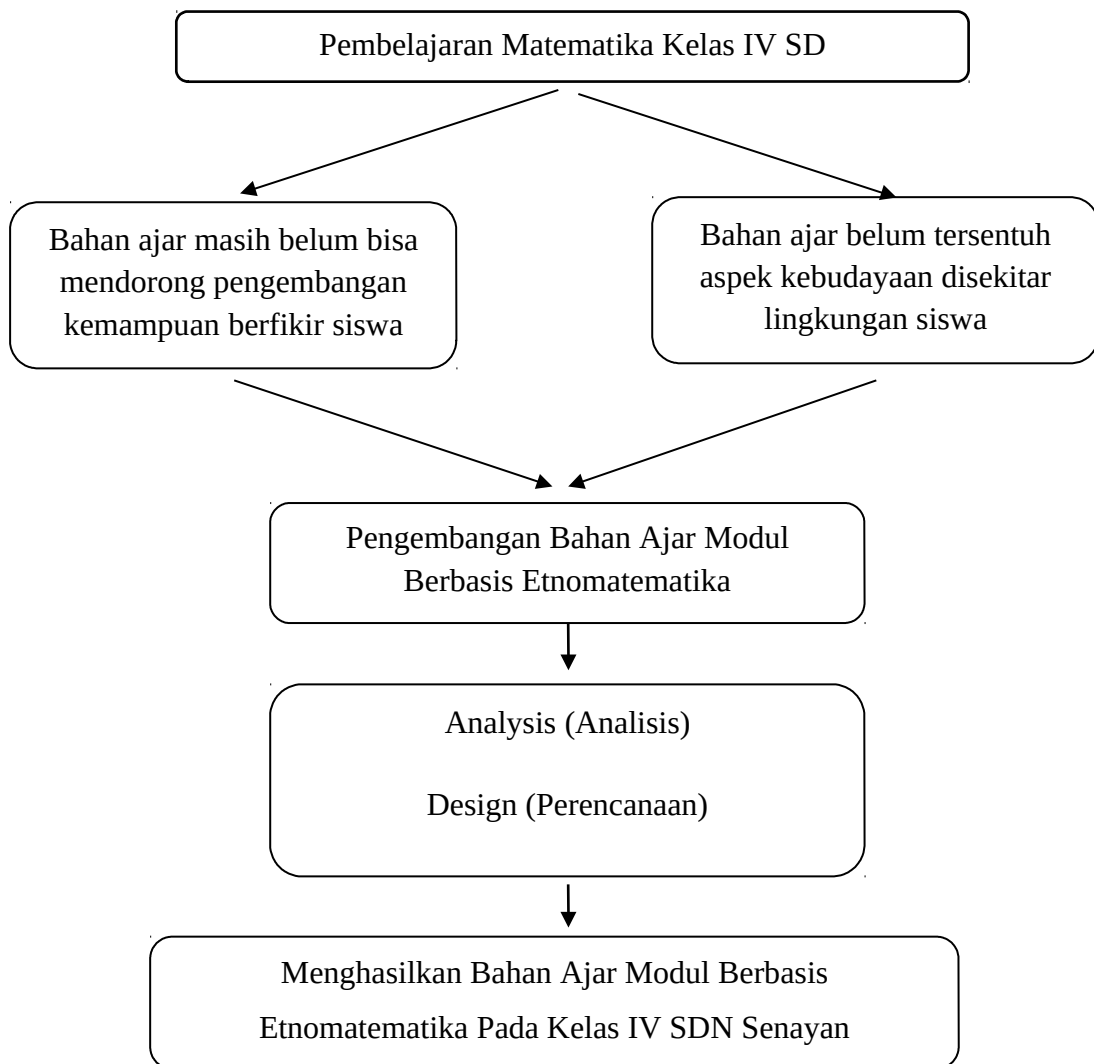 Pembelajaran Matematika Kelas IV SD
Bahan ajar masih belum bisa
mendorong pengembangan
kemampuan berfikir siswa
Bahan ajar belum tersentuh
aspek kebudayaan disekitar
lingkungan siswa
Pengembangan Bahan Ajar Modul
Berbasis Etnomatematika
Analysis (Analisis)
Design (Perencanaan)
Menghasilkan Bahan Ajar Modul Berbasis
Etnomatematika Pada Kelas IV SDN Senayan